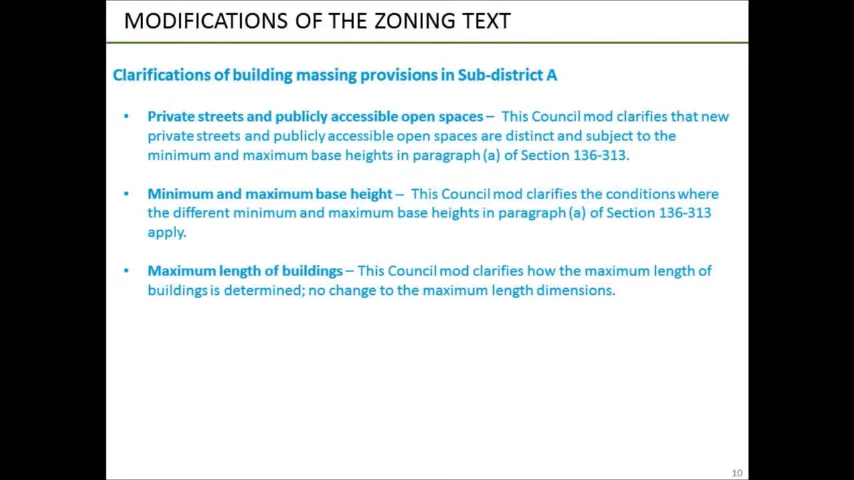 MODIFICATIONS OF THE ZONING TEXT
Clarifications of building massing provisions in Sub-district A
• Private streets and publicly accessible open spaces – This Council mod clarifies that new
private streets and publicly accessible open spaces are distinct and subject to the
minimum and maximum base heights in paragraph (a) of Section 136-313.
• Minimum and maximum base height – This Council mod clarifies the conditions where
the different minimum and maximum base heights in paragraph (a) of Section 136-313
apply.
• Maximum length of buildings – This Council mod clarifies how the maximum length of
buildings is determined; no change to the maximum length dimensions.
10